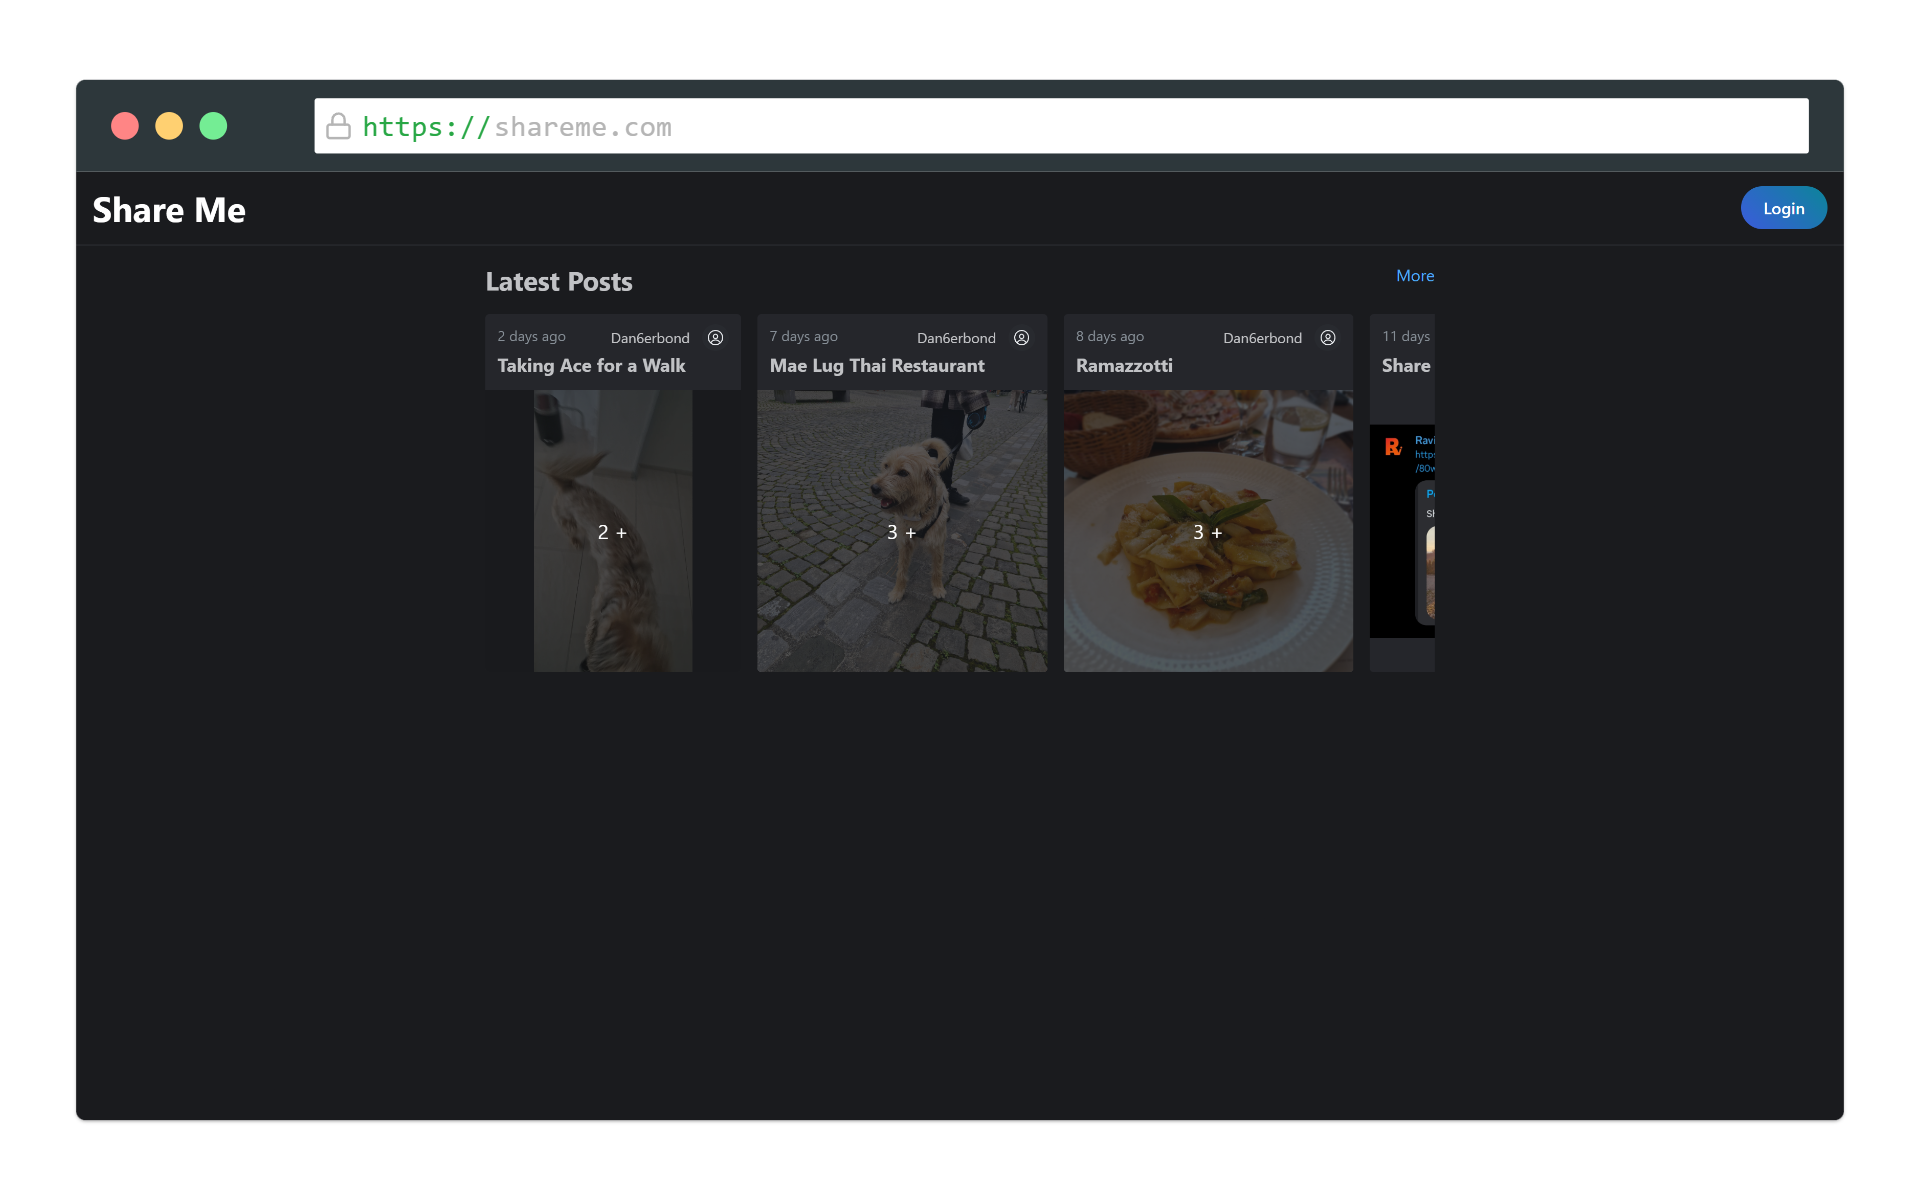 https://shareme.com
Share Me
Login
Latest Posts
More
2 days ago
Dan6erbond
Taking Ace for a Walk
2 +
7 days ago
Dan6erbond
Mae Lug Thai Restaurant
3 +
8 days ago
Dan6erbond
Ramazzotti
3 +
11 days
Share
Ravi
https
/80w